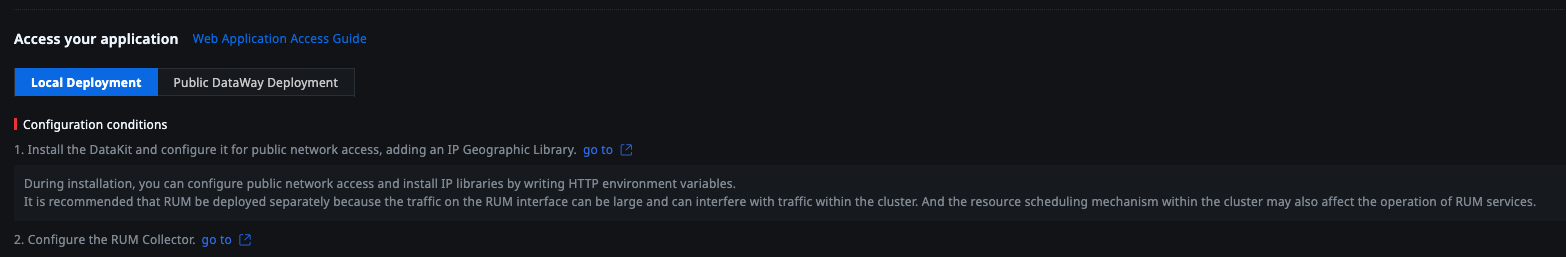 Access your application Web Application Access Guide
Local Deployment Public DataWay Deployment
Configuration conditions
1. Install the DataKit and configure it for public network access, adding an IP Geographic Library. go to
During installation, you can configure public network access and install IP libraries by writing HTTP environment variables.
It is recommended that RUM be deployed separately because the traffic on the RUM interface can be large and can interfere with traffic within the cluster. And the resource scheduling mechanism within the cluster may also affect the operation of RUM services.
2. Configure the RUM Collector. go to